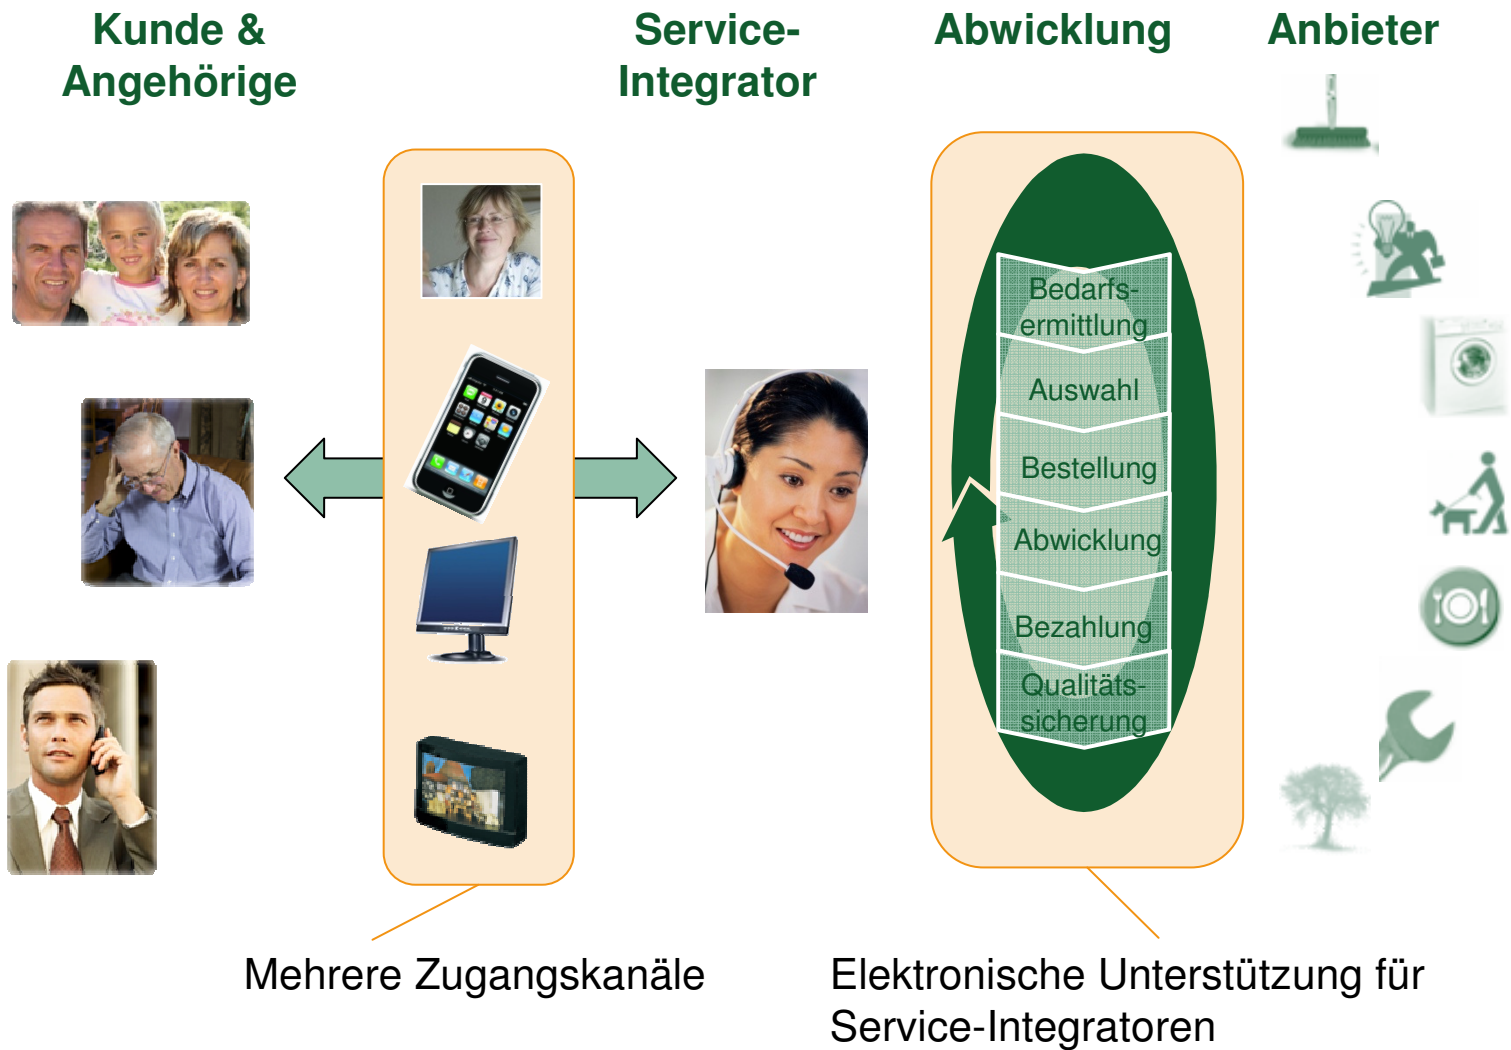 Kunde &
Angehörige
Service-
Integrator
Abwicklung
Anbieter
Bedarfs-
ermittlung
Auswahl
Bestellung
Abwicklung
Bezahlung
Qualitäts-
sicherung
Mehrere Zugangskanäle
Elektronische Unterstützung für
Service-Integratoren